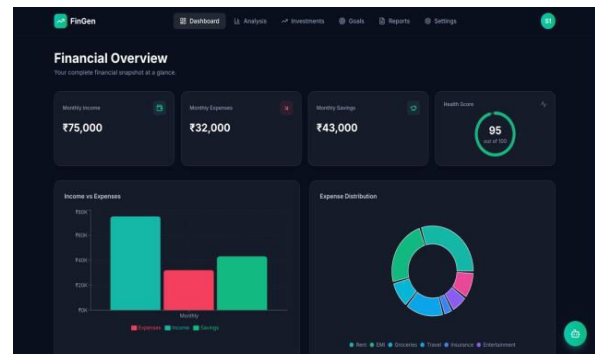 FinGen
Dashboard
Analysis
Investments
Goals
Reports
Settings
S1
Financial Overview
Your complete financial snapshot at a glance
Monthly Income
₹75,000
Monthly Expenses
₹32,000
Monthly Savings
₹43,000
Health Score
95
out of 100
Income vs Expenses
₹80K
₹60K
₹40K
₹20K
₹0K
Monthly
Expenses Income Savings
Expense Distribution
Rent EMI Groceries Travel Insurance Entertainment